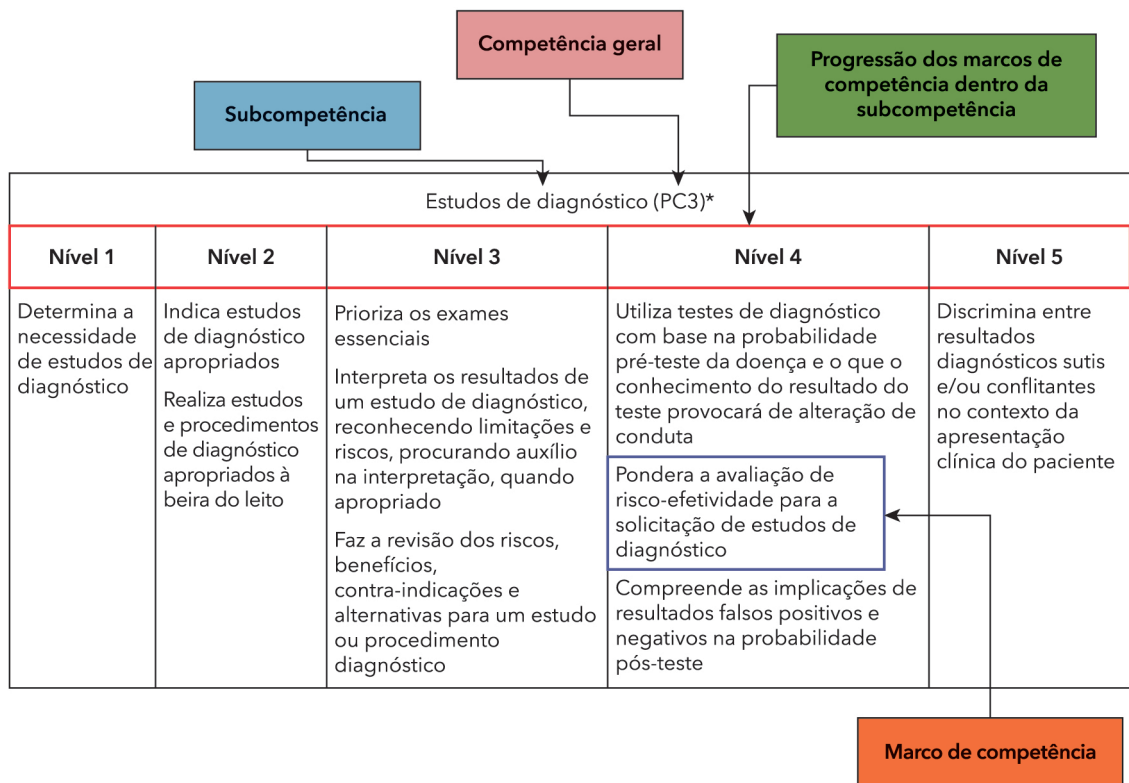 Competência geral
Progressão dos marcos de
competência dentro da
subcompetência
Subcompetência
Estudos de diagnóstico (PC3)*
Nível 1
Nível 2
Nível 3
Nível 4
Nível 5
Determina a
necessidade
de estudos de
diagnóstico
Indica estudos
de diagnóstico
apropriados
Realiza estudos
e procedimentos
de diagnóstico
apropriados à
beira do leito
Prioriza os exames
essenciais
Interpreta os resultados de
um estudo de diagnóstico,
reconhecendo limitações e
riscos, procurando auxílio
na interpretação, quando
apropriado
Faz a revisão dos riscos,
benefícios,
contra-indicações e
alternativas para um estudo
ou procedimento
diagnóstico
Utiliza testes de diagnóstico
com base na probabilidade
pré-teste da doença e o que o
conhecimento do resultado do
teste provocará de alteração de
conduta
Pondera a avaliação de
risco-efetividade para a
solicitação de estudos de
diagnóstico
Compreende as implicações de
resultados falsos positivos e
negativos na probabilidade
pós-teste
Discrimina entre
resultados
diagnósticos sutis
e/ou conflitantes
no contexto da
apresentação
clínica do paciente
Marco de competência